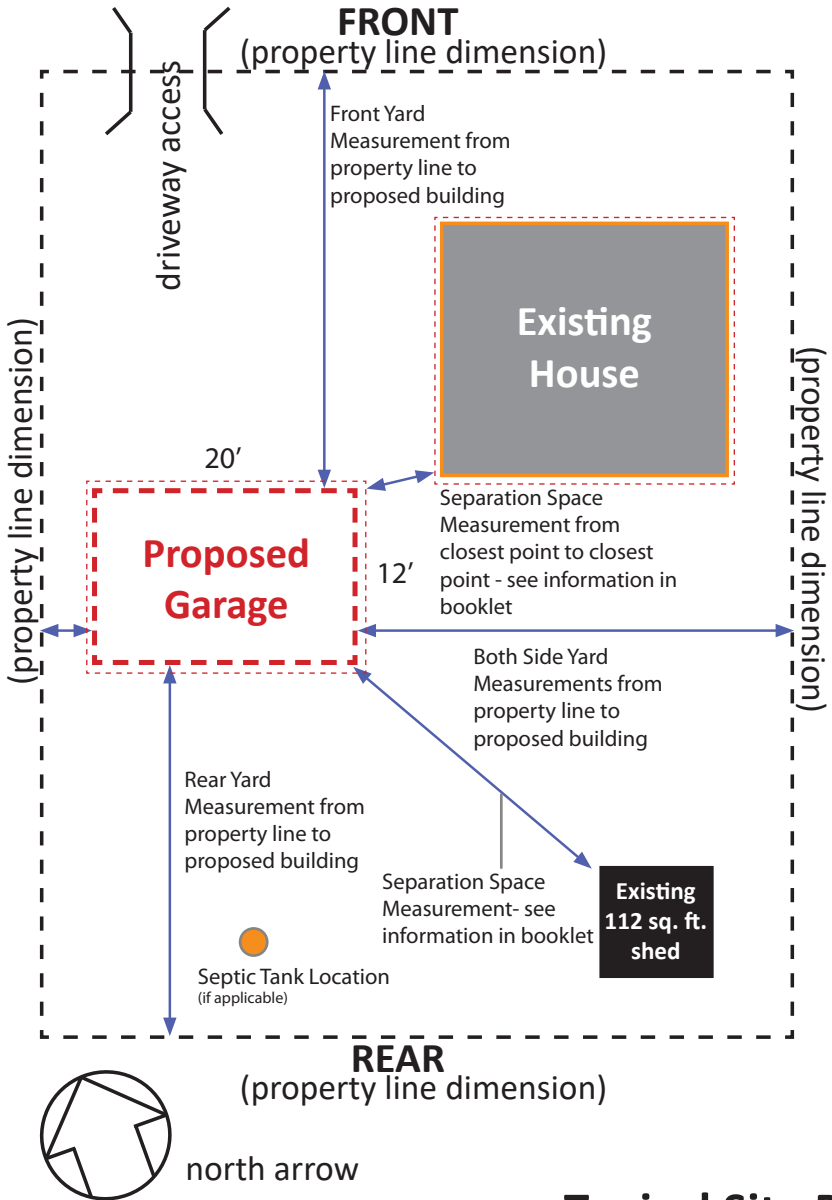 FRONT
(property line dimension)
driveway access
Front Yard
Measurement from
property line to
proposed building
Existing
House
(property line dimension)
(property line dimension)
20’
Proposed
Garage
12’
Separation Space
Measurement from
closest point to closest
point - see information in
booklet
Both Side Yard
Measurements from
property line to
proposed building
Rear Yard
Measurement from
property line to
proposed building
Separation Space
Measurement- see
information in booklet
Existing
112 sq. ft.
shed
Septic Tank Location
(if applicable)
REAR
(property line dimension)
north arrow